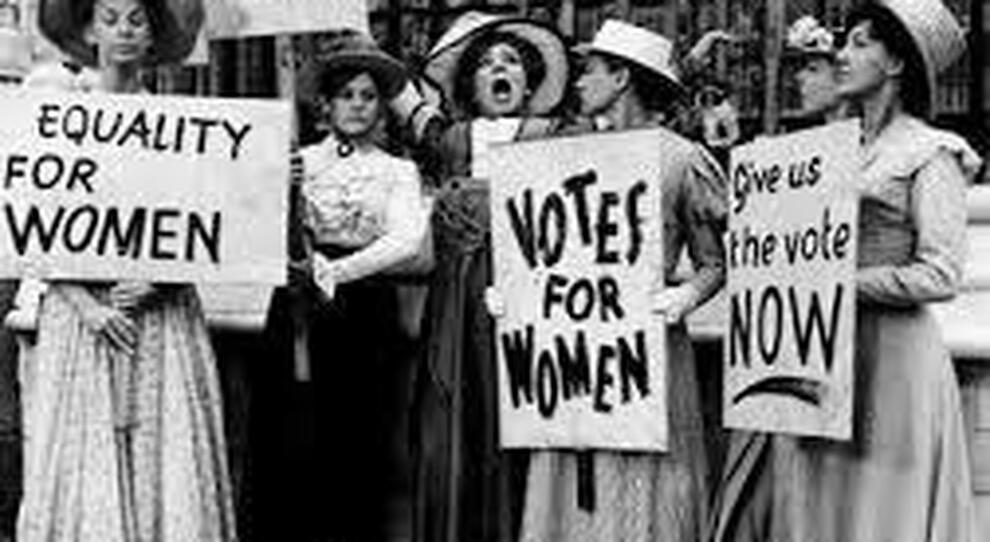 EQUALITY
FOR
WOMEN
VOTES
FOR
WOMEN
Give us
the vote
NOW